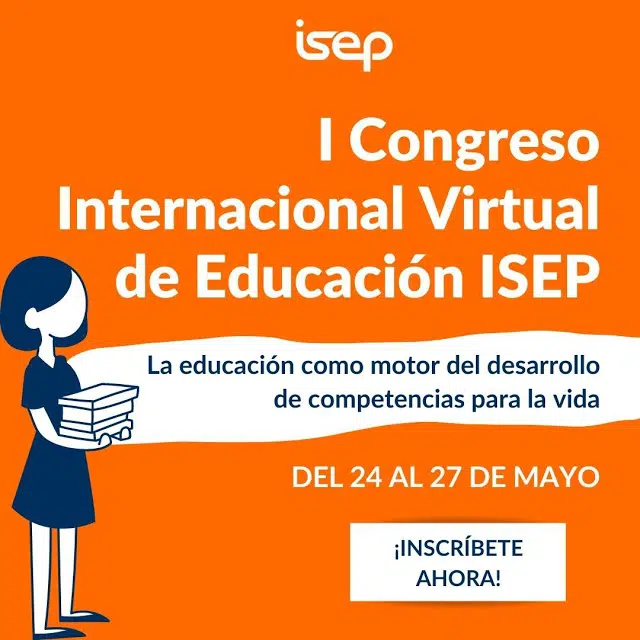 isep
I Congreso
Internacional Virtual
de Educación ISEP
La educación como motor del desarrollo
de competencias para la vida
DEL 24 AL 27 DE MAYO
¡INSCRÍBETE
AHORA!